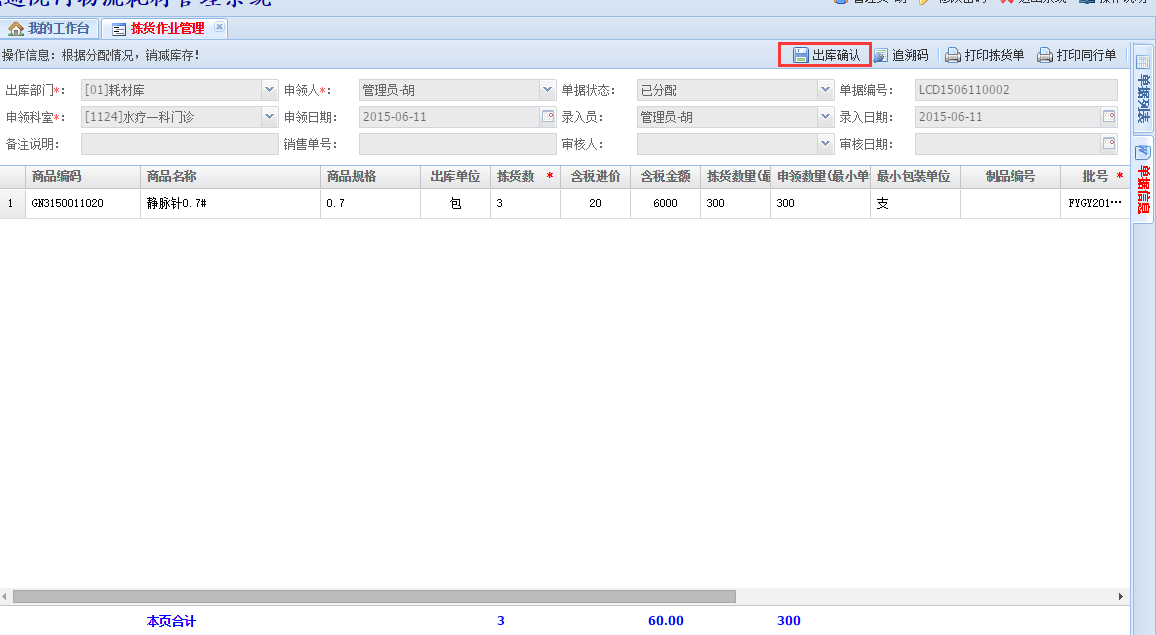 我的工作台 拣货作业管理
操作信息: 根据分配情况, 销减库存! 出库确认 追溯码 打印拣货单 打印同行单
出库部门*: [01]耗材库 申领人*: 管理员-胡 单据状态: 已分配 单据编号: LCD1506110002
申领科室*: [1124]水疗一科门诊 申领日期: 2015-06-11 录入员: 管理员-胡 录入日期: 2015-06-11
备注说明: 销售单号: 审核人: 审核日期:
商品编码 商品名称 商品规格 出库单位 拣货数 * 含税进价 含税金额 拣货数量(最 申领数量(最小单 最小包装单位 制品编号 批号 *
1 GN3150011020 静脉针0.7# 0.7 包 3 20 6000 300 300 支 FYGY201…
本页合计 3 60.00 300
单据列表
单据信息